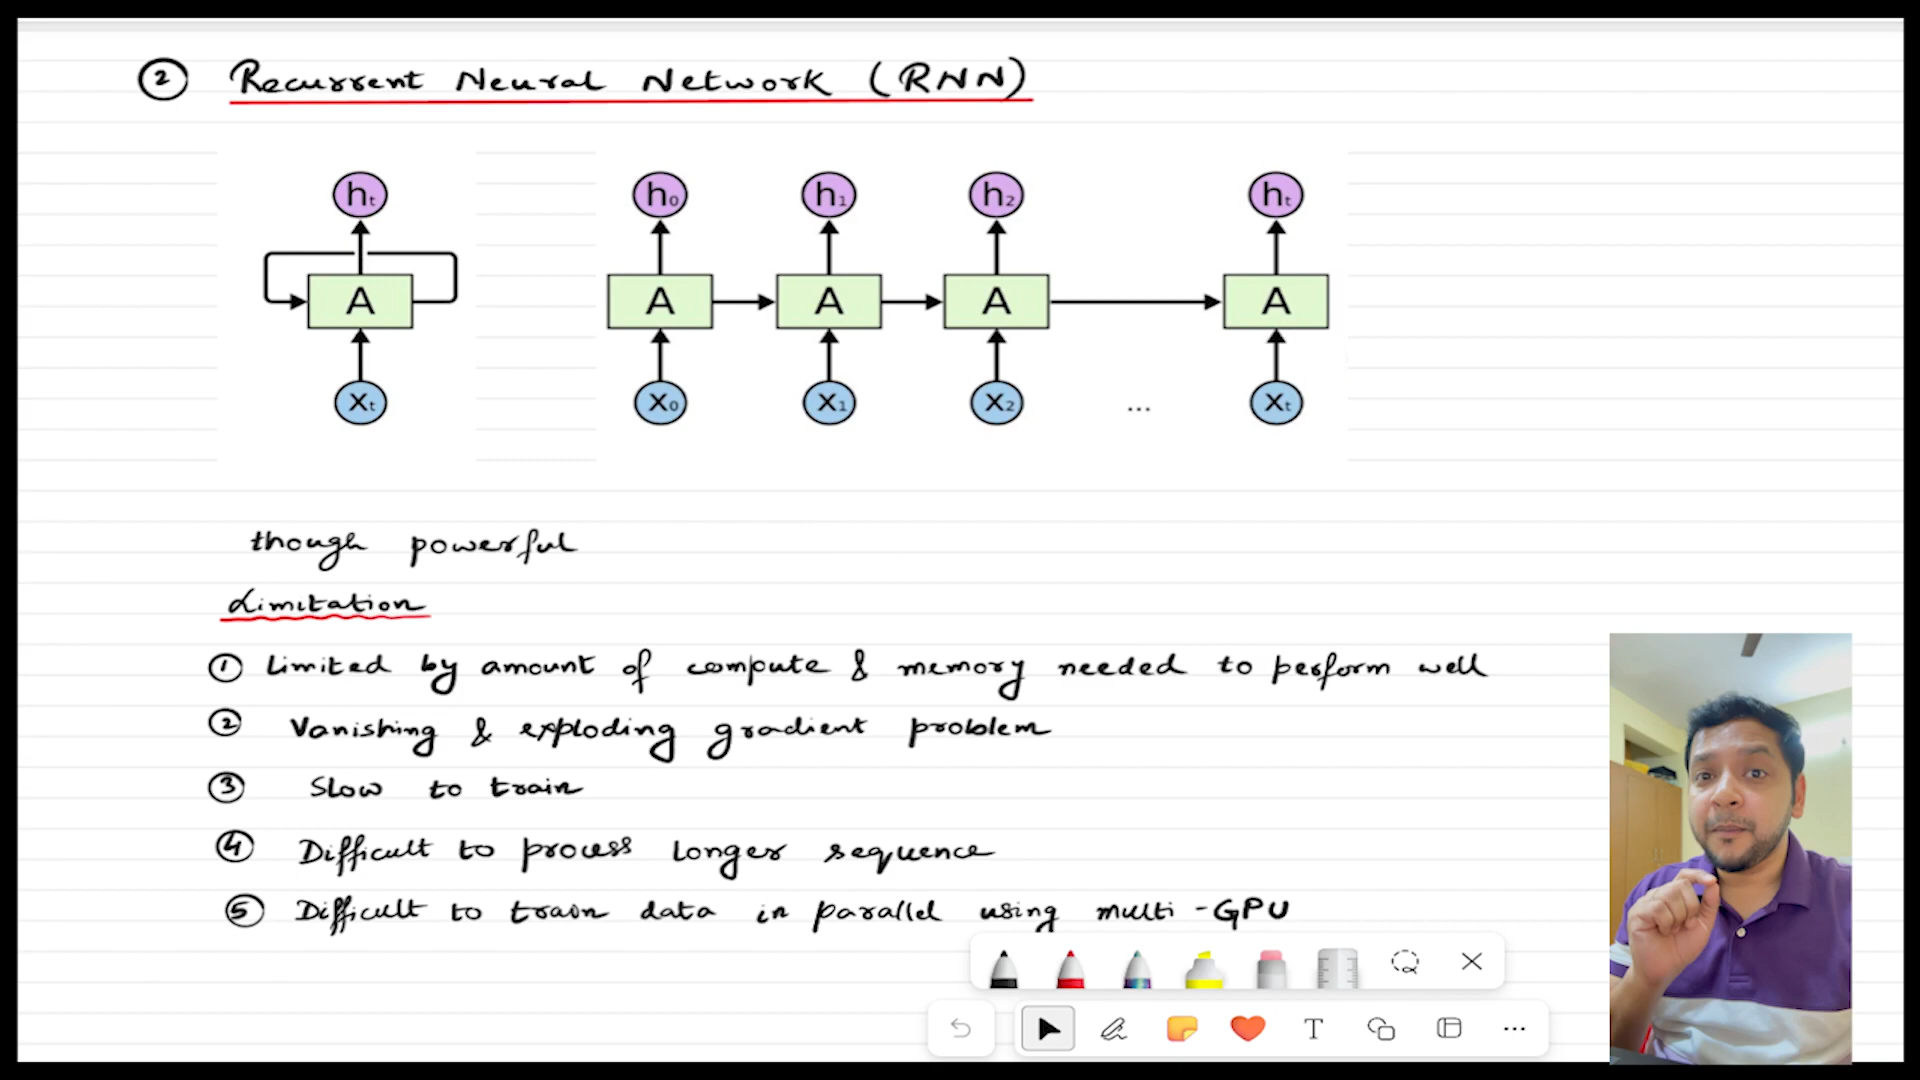 ② Recurrent Neural Network (RNN)
hₜ h₀ h₁ h₂ hₜ
A A A A A
xₜ x₀ x₁ x₂ ... xₜ
though powerful
Limitation
① Limited by amount of compute & memory needed to perform well
② Vanishing & exploding gradient problem
③ Slow to train
④ Difficult to process longer sequence
⑤ Difficult to train data in parallel using multi-GPU
T